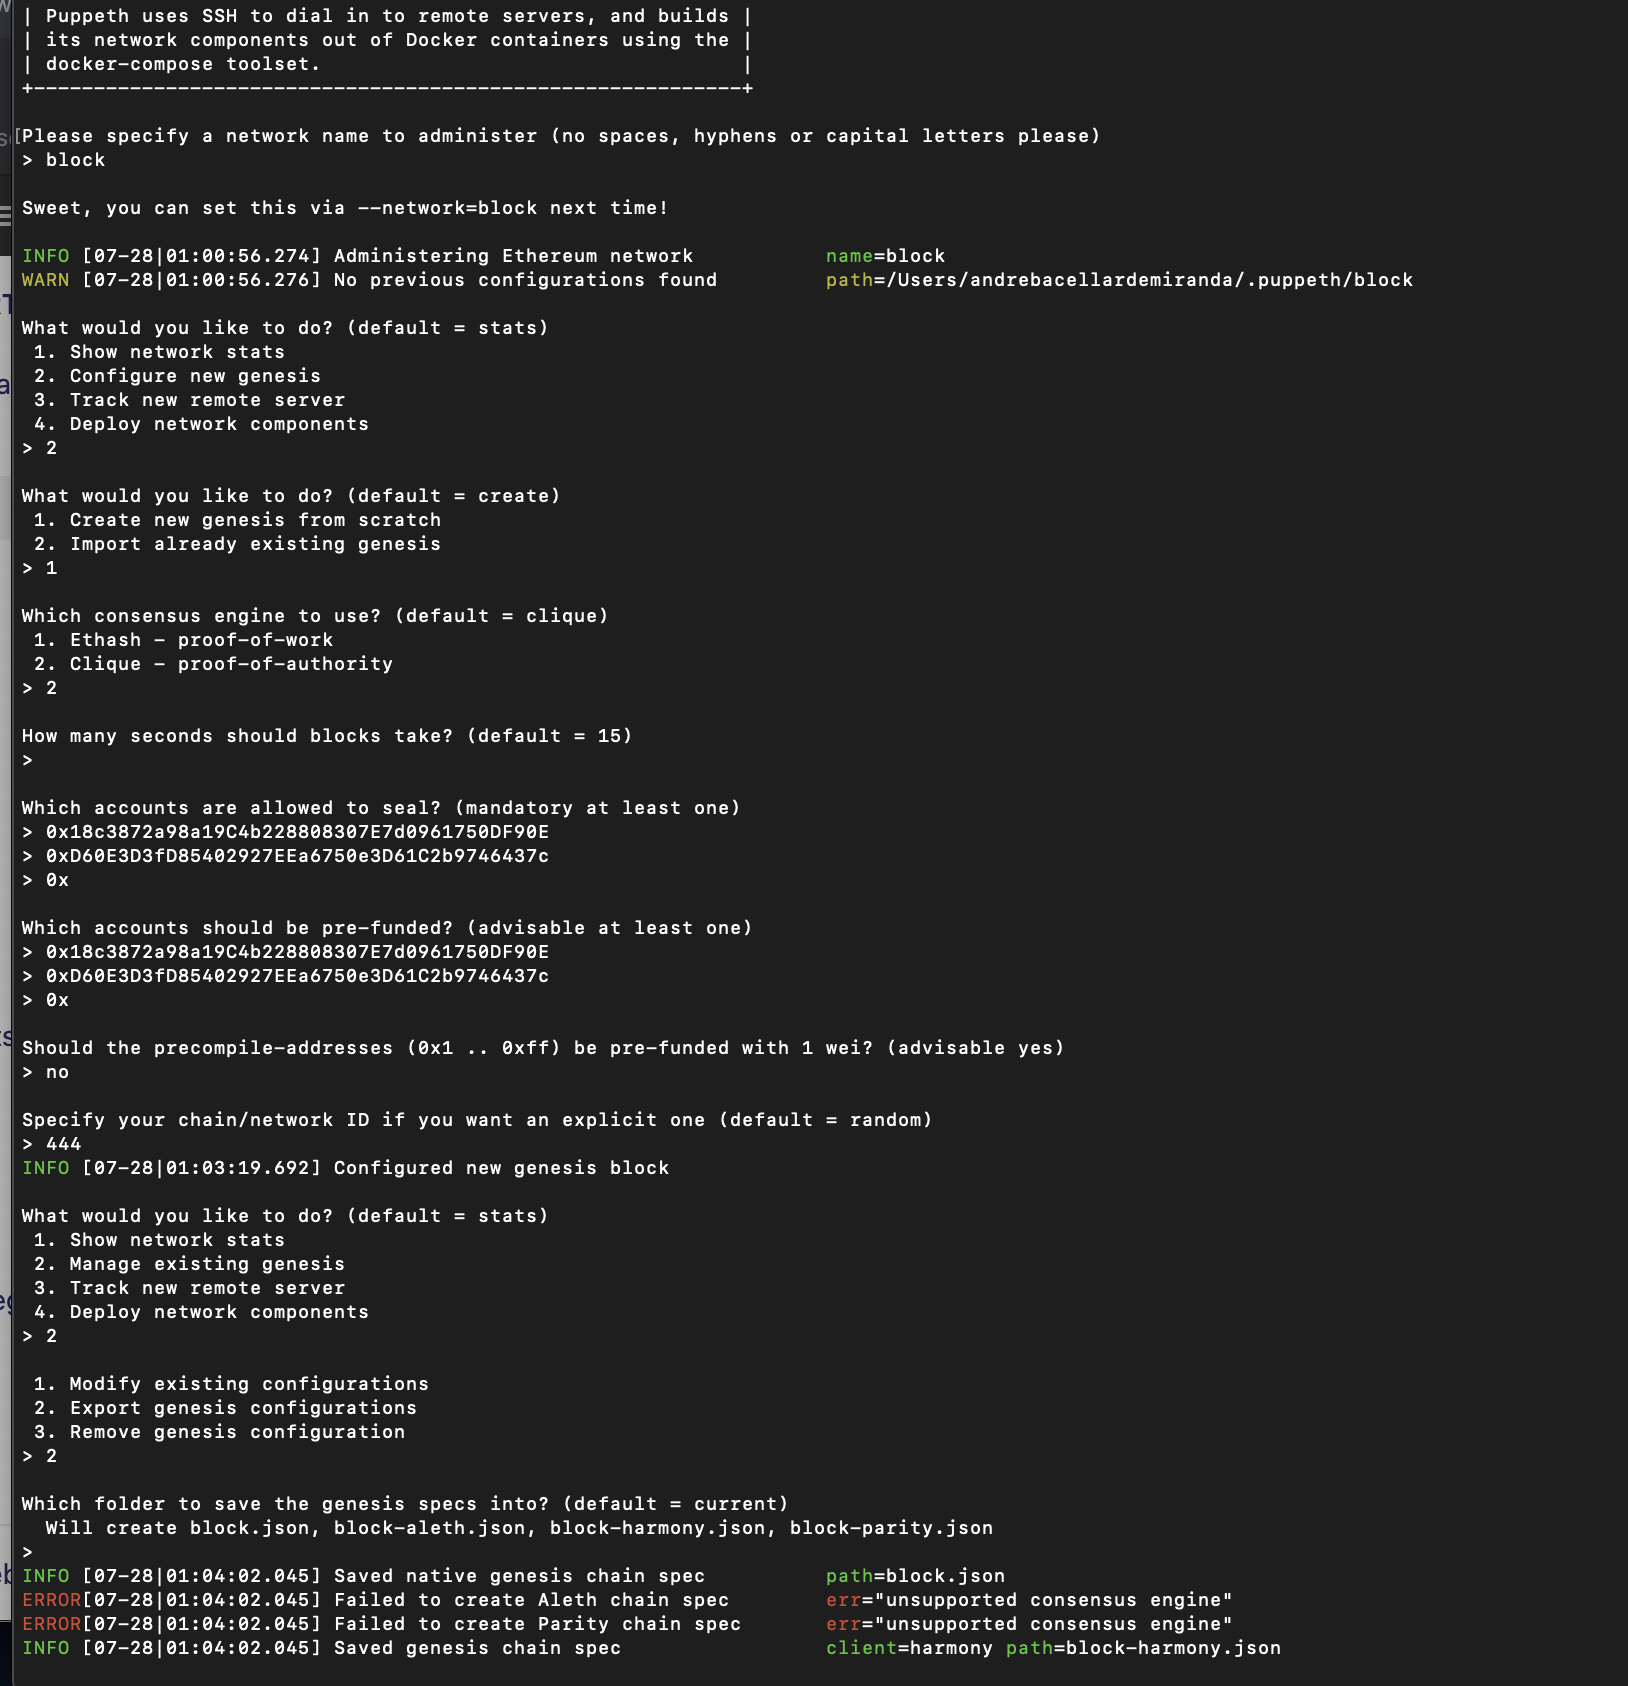 | Puppeth uses SSH to dial in to remote servers, and builds |
| its network components out of Docker containers using the |
| docker-compose toolset. |
+-----------------------------------------------------------+
[Please specify a network name to administer (no spaces, hyphens or capital letters please)
> block
Sweet, you can set this via --network=block next time!
INFO [07-28|01:00:56.274] Administering Ethereum network name=block
WARN [07-28|01:00:56.276] No previous configurations found path=/Users/andrebacellardemiranda/.puppeth/block
What would you like to do? (default = stats)
1. Show network stats
2. Configure new genesis
3. Track new remote server
4. Deploy network components
> 2
What would you like to do? (default = create)
1. Create new genesis from scratch
2. Import already existing genesis
> 1
Which consensus engine to use? (default = clique)
1. Ethash - proof-of-work
2. Clique - proof-of-authority
> 2
How many seconds should blocks take? (default = 15)
>
Which accounts are allowed to seal? (mandatory at least one)
> 0x18c3872a98a19C4b228808307E7d0961750DF90E
> 0xD60E3D3fD85402927EEa6750e3D61C2b9746437c
> 0x
Which accounts should be pre-funded? (advisable at least one)
> 0x18c3872a98a19C4b228808307E7d0961750DF90E
> 0xD60E3D3fD85402927EEa6750e3D61C2b9746437c
> 0x
Should the precompile-addresses (0x1 .. 0xff) be pre-funded with 1 wei? (advisable yes)
> no
Specify your chain/network ID if you want an explicit one (default = random)
> 444
INFO [07-28|01:03:19.692] Configured new genesis block
What would you like to do? (default = stats)
1. Show network stats
2. Manage existing genesis
3. Track new remote server
4. Deploy network components
> 2
1. Modify existing configurations
2. Export genesis configurations
3. Remove genesis configuration
> 2
Which folder to save the genesis specs into? (default = current)
Will create block.json, block-aleth.json, block-harmony.json, block-parity.json
>
INFO [07-28|01:04:02.045] Saved native genesis chain spec path=block.json
ERROR[07-28|01:04:02.045] Failed to create Aleth chain spec err="unsupported consensus engine"
ERROR[07-28|01:04:02.045] Failed to create Parity chain spec err="unsupported consensus engine"
INFO [07-28|01:04:02.045] Saved genesis chain spec client=harmony path=block-harmony.json